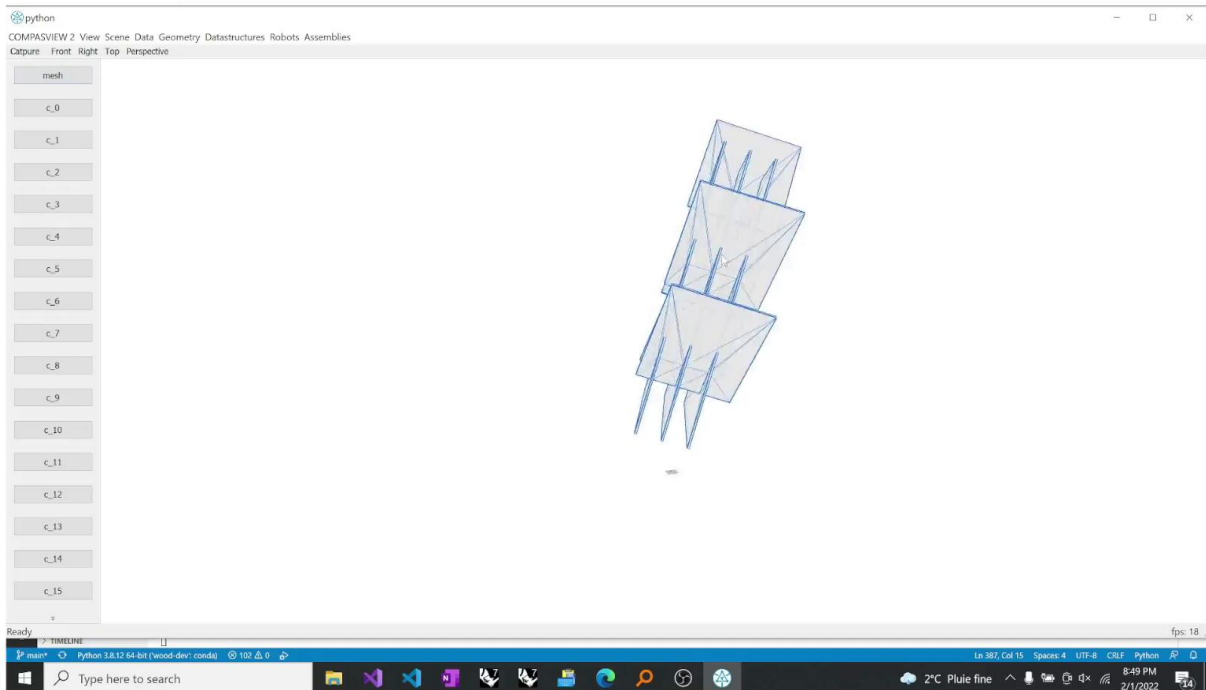 python
COMPASVIEW 2 View Scene Data Geometry Datastructures Robots Assemblies
Catpure Front Right Top Perspective
mesh
c_0
c_1
c_2
c_3
c_4
c_5
c_6
c_7
c_8
c_9
c_10
c_11
c_12
c_13
c_14
c_15
Ready fps: 18
TIMELINE
main* Python 3.8.12 64-bit ('wood-dev': conda) 102 0 Ln 387, Col 15 Spaces: 4 UTF-8 CRLF Python
Type here to search 2°C Pluie fine 8:49 PM
2/1/2022 14